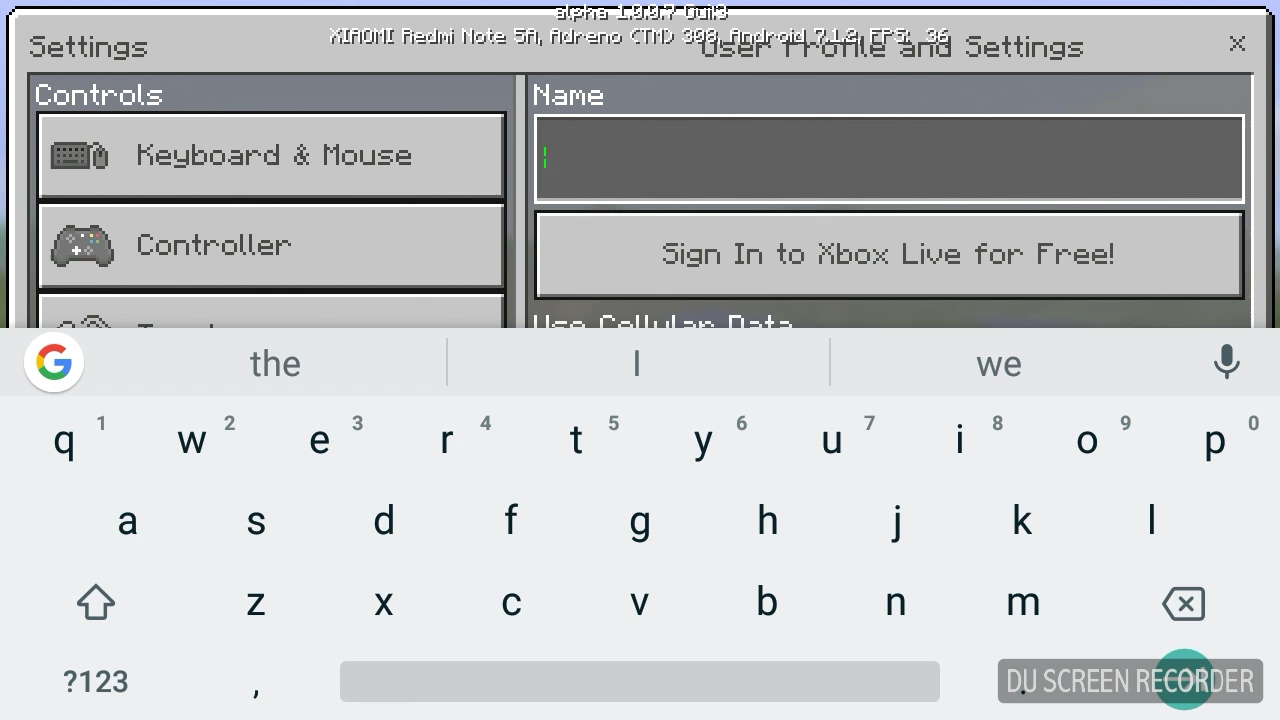 alpha 1.0.0.7 Build
XIAOMI Redmi Note 5A, Adreno (TM) 308, Android 7.1.2, FPS: 36
Settings
User Profile and Settings
Controls
Keyboard & Mouse
Controller
Name
Sign In to Xbox Live for Free!
Use Cellular Data
the I we
q 1 w 2 e 3 r 4 t 5 y 6 u 7 i 8 o 9 p 0
a s d f g h j k l
z x c v b n m
?123 , .
DU SCREEN RECORDER